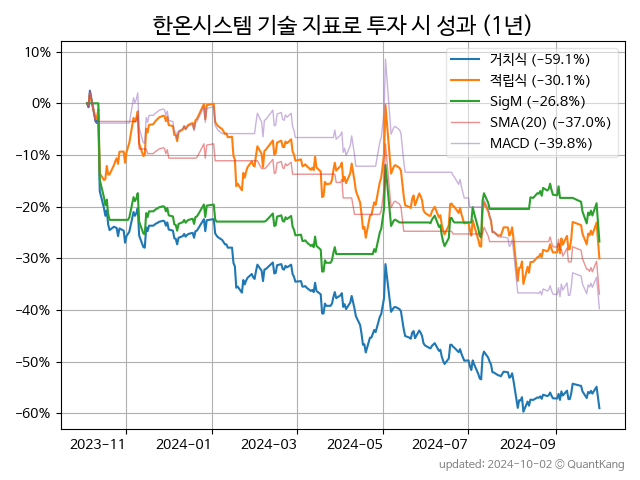 한온시스템 기술 지표로 투자 시 성과 (1년)
10%
0%
−10%
−20%
−30%
−40%
−50%
−60%
거치식 (−59.1%)
적립식 (−30.1%)
SigM (−26.8%)
SMA(20) (−37.0%)
MACD (−39.8%)
2023-11 2024-01 2024-03 2024-05 2024-07 2024-09
updated: 2024-10-02 © QuantKang